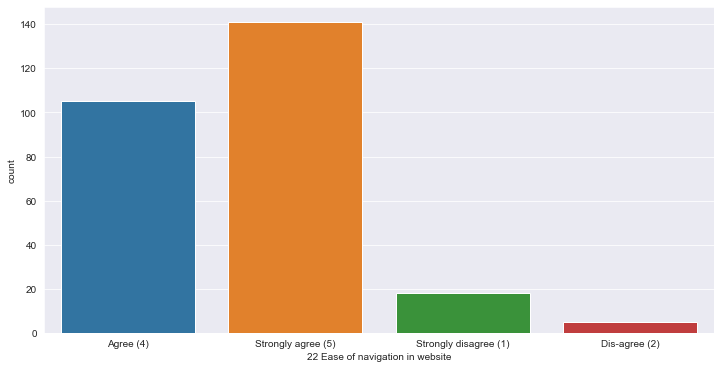 140
120
100
80
60
40
20
0
count
Agree (4) Strongly agree (5) Strongly disagree (1) Dis-agree (2)
22 Ease of navigation in website